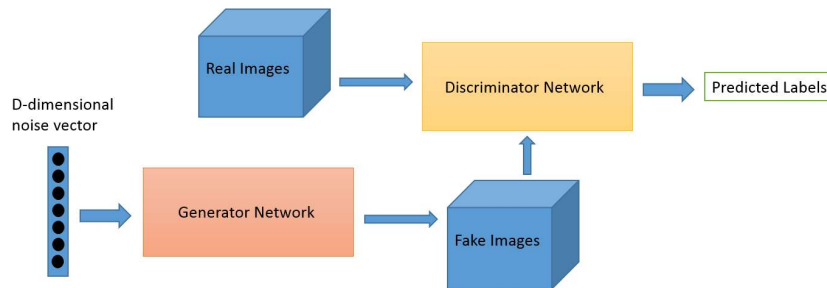 Real Images
Discriminator Network
Predicted Labels
D-dimensional
noise vector
Generator Network
Fake Images